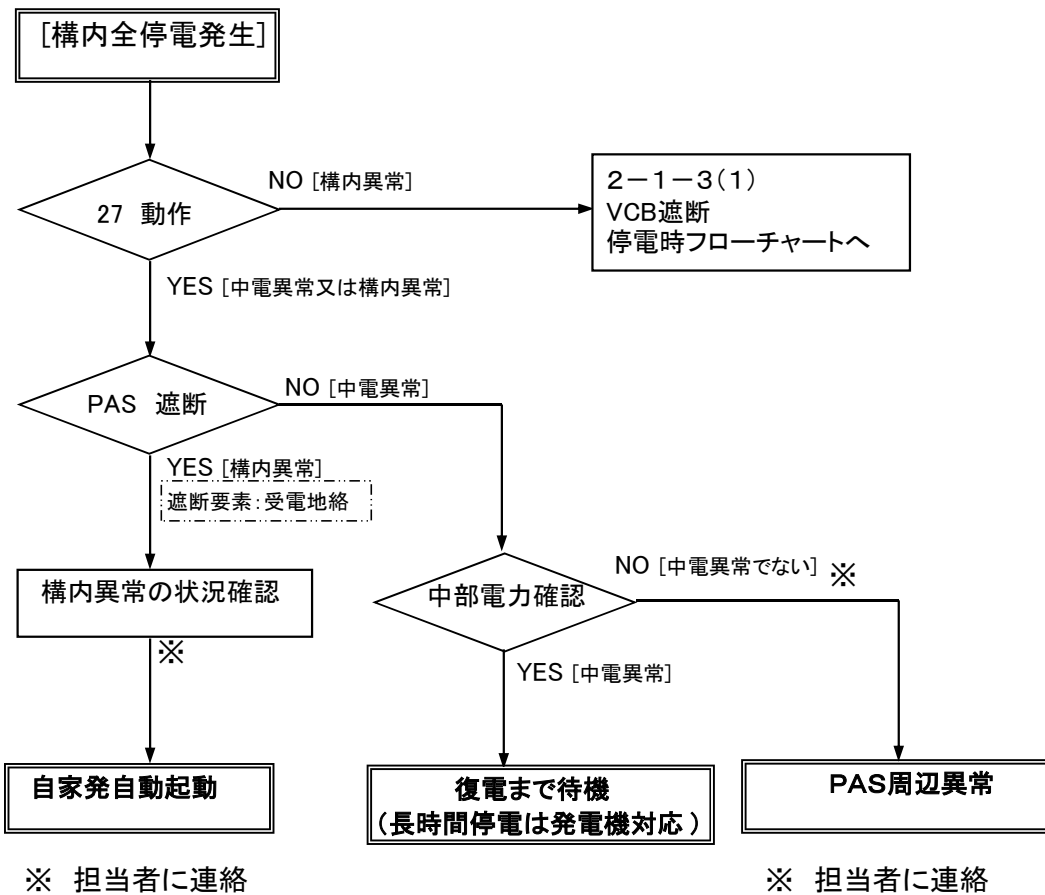 [構内全停電発生]
27 動作
NO [構内異常]
2－1－3(1)
VCB遮断
停電時フローチャートへ
YES [中電異常又は構内異常]
PAS 遮断
NO [中電異常]
YES [構内異常]
遮断要素:受電地絡
構内異常の状況確認
※
中部電力確認
NO [中電異常でない] ※
YES [中電異常]
自家発自動起動
復電まで待機
(長時間停電は発電機対応)
PAS周辺異常
※ 担当者に連絡
※ 担当者に連絡